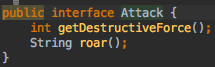 public interface Attack {
    int getDestructiveForce();
    String roar();
}